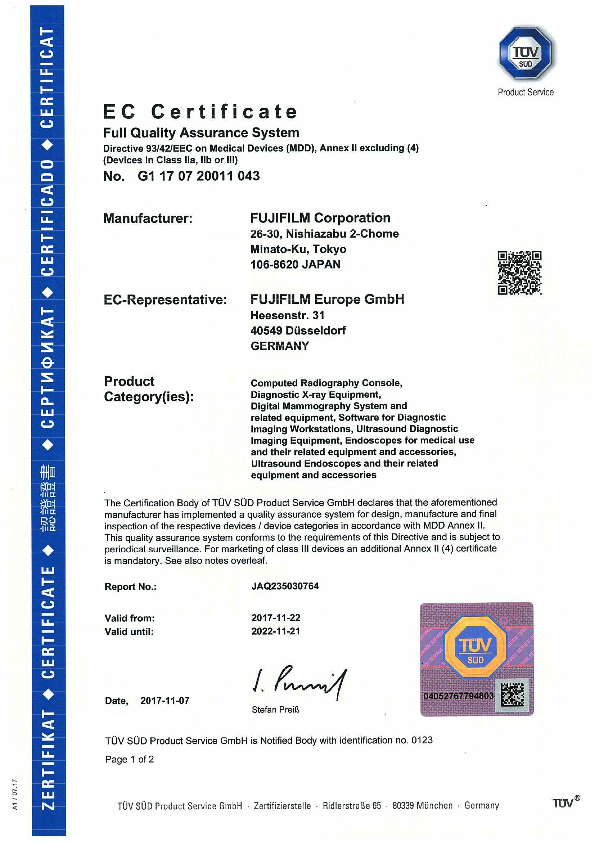 TÜV
SÜD
Product Service
EC Certificate
Full Quality Assurance System
Directive 93/42/EEC on Medical Devices (MDD), Annex II excluding (4)
(Devices in Class IIa, IIb or III)
No. G1 17 07 20011 043
Manufacturer:
FUJIFILM Corporation
26-30, Nishiazabu 2-Chome
Minato-Ku, Tokyo
106-8620 JAPAN
EC-Representative:
FUJIFILM Europe GmbH
Heesenstr. 31
40549 Düsseldorf
GERMANY
Product
Category(ies):
Computed Radiography Console,
Diagnostic X-ray Equipment,
Digital Mammography System and
related equipment, Software for Diagnostic
Imaging Workstations, Ultrasound Diagnostic
Imaging Equipment, Endoscopes for medical use
and their related equipment and accessories,
Ultrasound Endoscopes and their related
equipment and accessories
The Certification Body of TÜV SÜD Product Service GmbH declares that the aforementioned
manufacturer has implemented a quality assurance system for design, manufacture and final
inspection of the respective devices / device categories in accordance with MDD Annex II.
This quality assurance system conforms to the requirements of this Directive and is subject to
periodical surveillance. For marketing of class III devices an additional Annex II (4) certificate
is mandatory. See also notes overleaf.
Report No.: JAQ235030764
Valid from: 2017-11-22
Valid until: 2022-11-21
Date, 2017-11-07
Stefan Preiß
TÜV
SÜD
04052767794803
TÜV SÜD Product Service GmbH is Notified Body with identification no. 0123
Page 1 of 2
TÜV SÜD Product Service GmbH · Zertifizierstelle · Ridlerstraße 65 · 80339 München · Germany
TÜV®
ZERTIFIKAT ◆ CERTIFICATE ◆ 認證證書 ◆ СЕРТИФИКАТ ◆ CERTIFICADO ◆ CERTIFICAT
A1 / 07.17